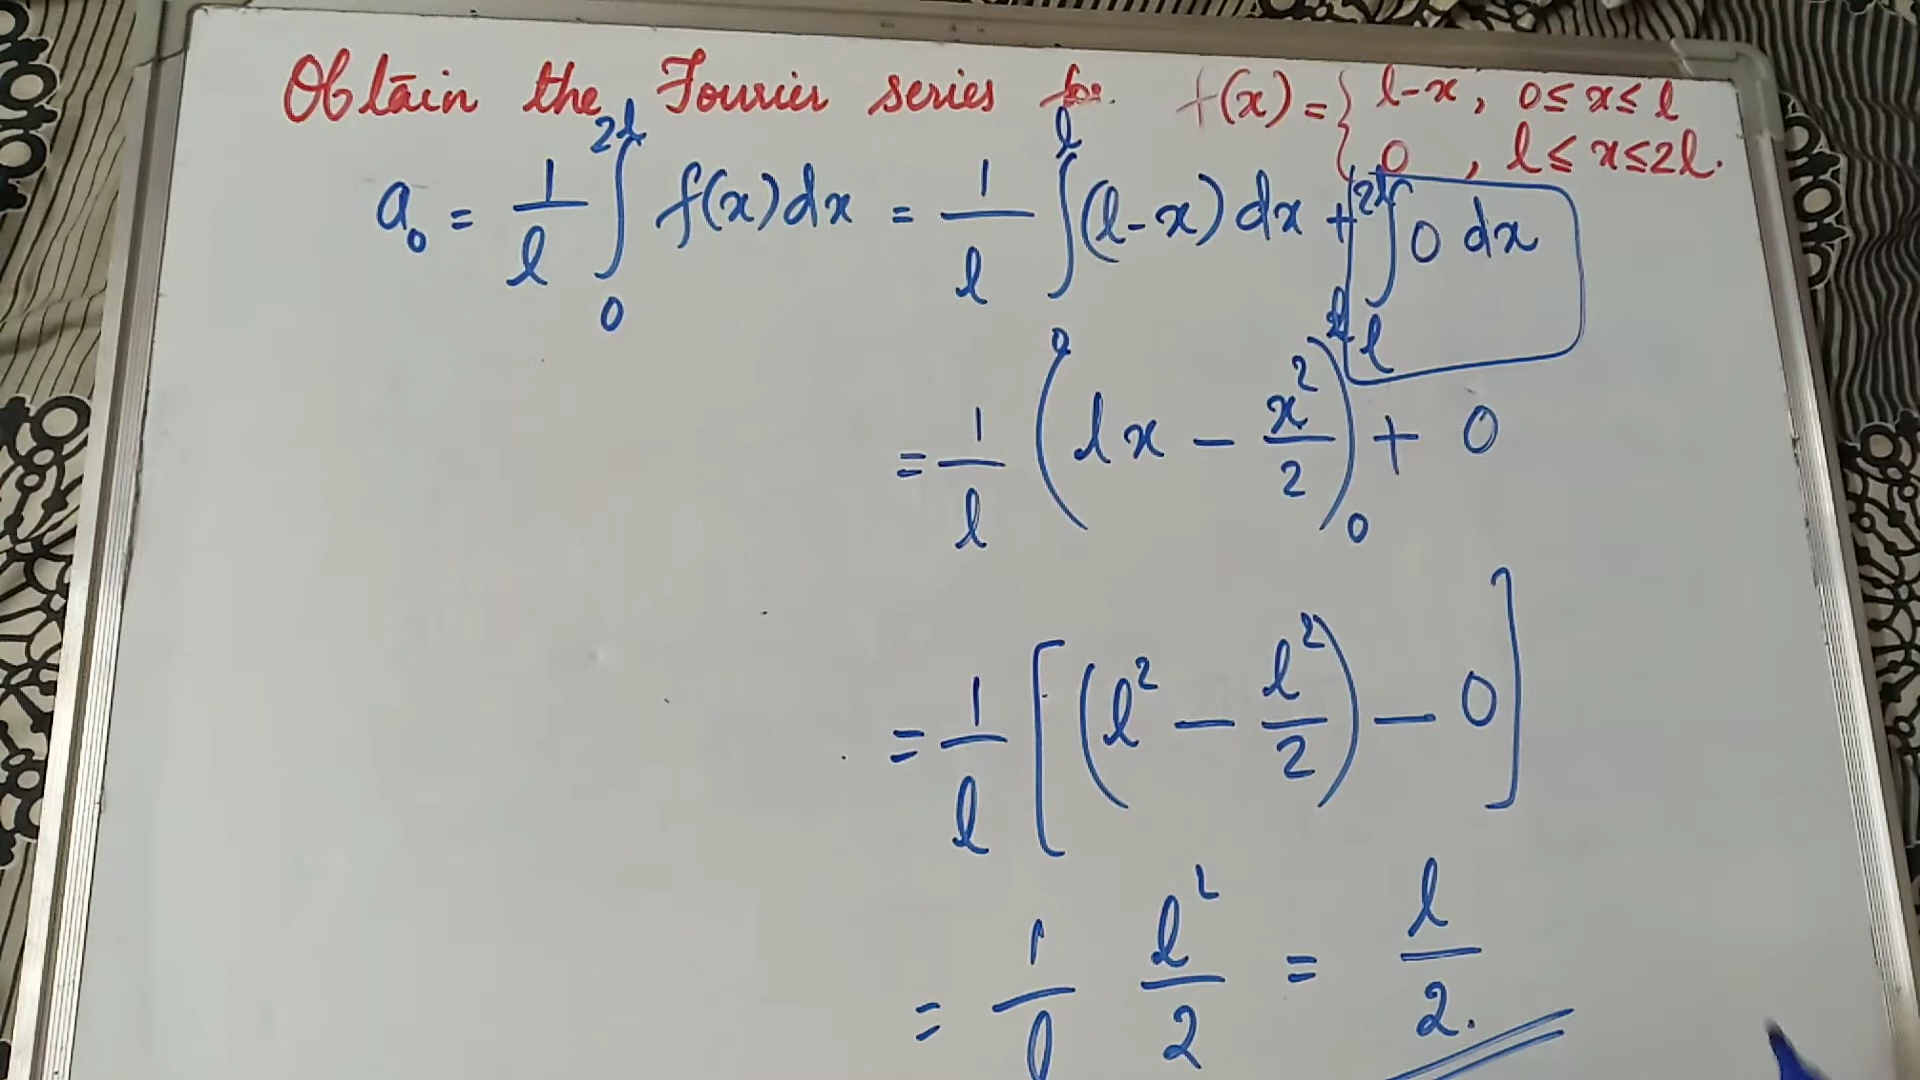 Obtain the Fourier series for f(x) = { l-x, 0 ≤ x ≤ l
0, l ≤ x ≤ 2l.
a₀ = 1/l ∫₀^2l f(x) dx = 1/l ∫₀^l (l-x) dx + ∫_l^2l 0 dx
= 1/l (lx - x²/2)₀^l + 0
= 1/l [(l² - l²/2) - 0]
= 1/l l²/2 = l/2.